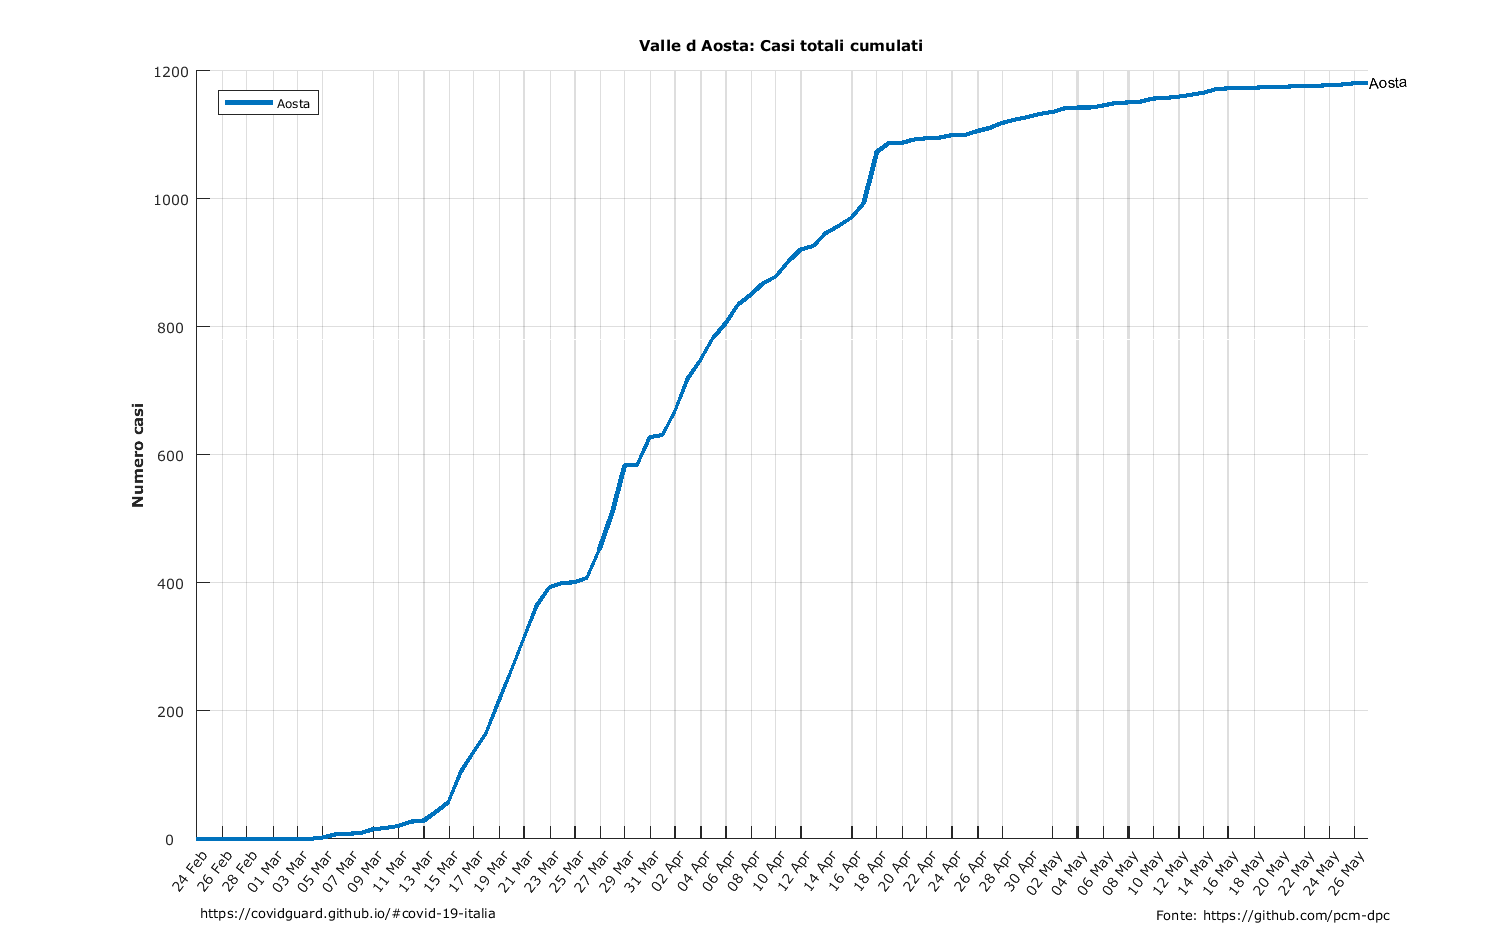 Valle d Aosta: Casi totali cumulati
1200
1000
800
600
400
200
0
Numero casi
Aosta
Aosta
24 Feb
26 Feb
28 Feb
01 Mar
03 Mar
05 Mar
07 Mar
09 Mar
11 Mar
13 Mar
15 Mar
17 Mar
19 Mar
21 Mar
23 Mar
25 Mar
27 Mar
29 Mar
31 Mar
02 Apr
04 Apr
06 Apr
08 Apr
10 Apr
12 Apr
14 Apr
16 Apr
18 Apr
20 Apr
22 Apr
24 Apr
26 Apr
28 Apr
30 Apr
02 May
04 May
06 May
08 May
10 May
12 May
14 May
16 May
18 May
20 May
22 May
24 May
26 May
https://covidguard.github.io/#covid-19-italia
Fonte: https://github.com/pcm-dpc